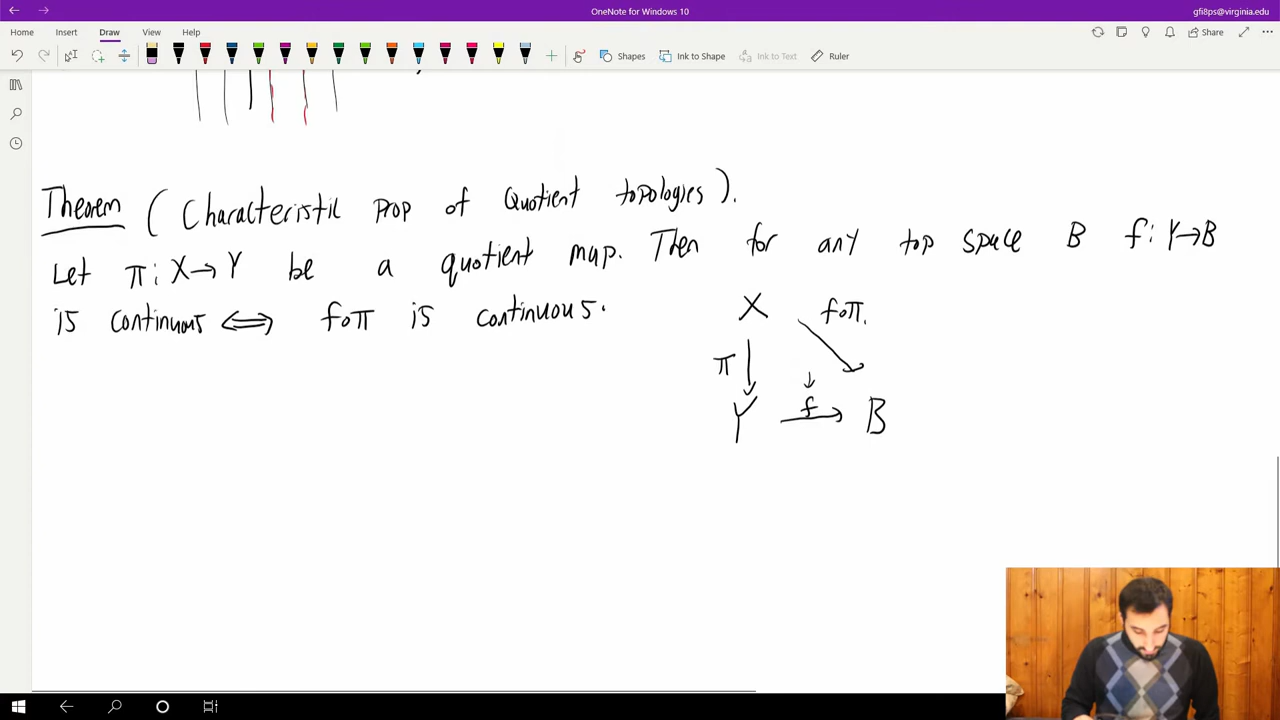 OneNote for Windows 10
gfi8ps@virginia.edu
Home Insert Draw View Help
Share
Shapes Ink to Shape Ink to Text Ruler
Theorem (Characteristic Prop of Quotient topologies).
Let π: X→Y be a quotient map. Then for any top space B f: Y→B
is continuous ⟺ f∘π is continuous.
X f∘π.
π
f
Y → B